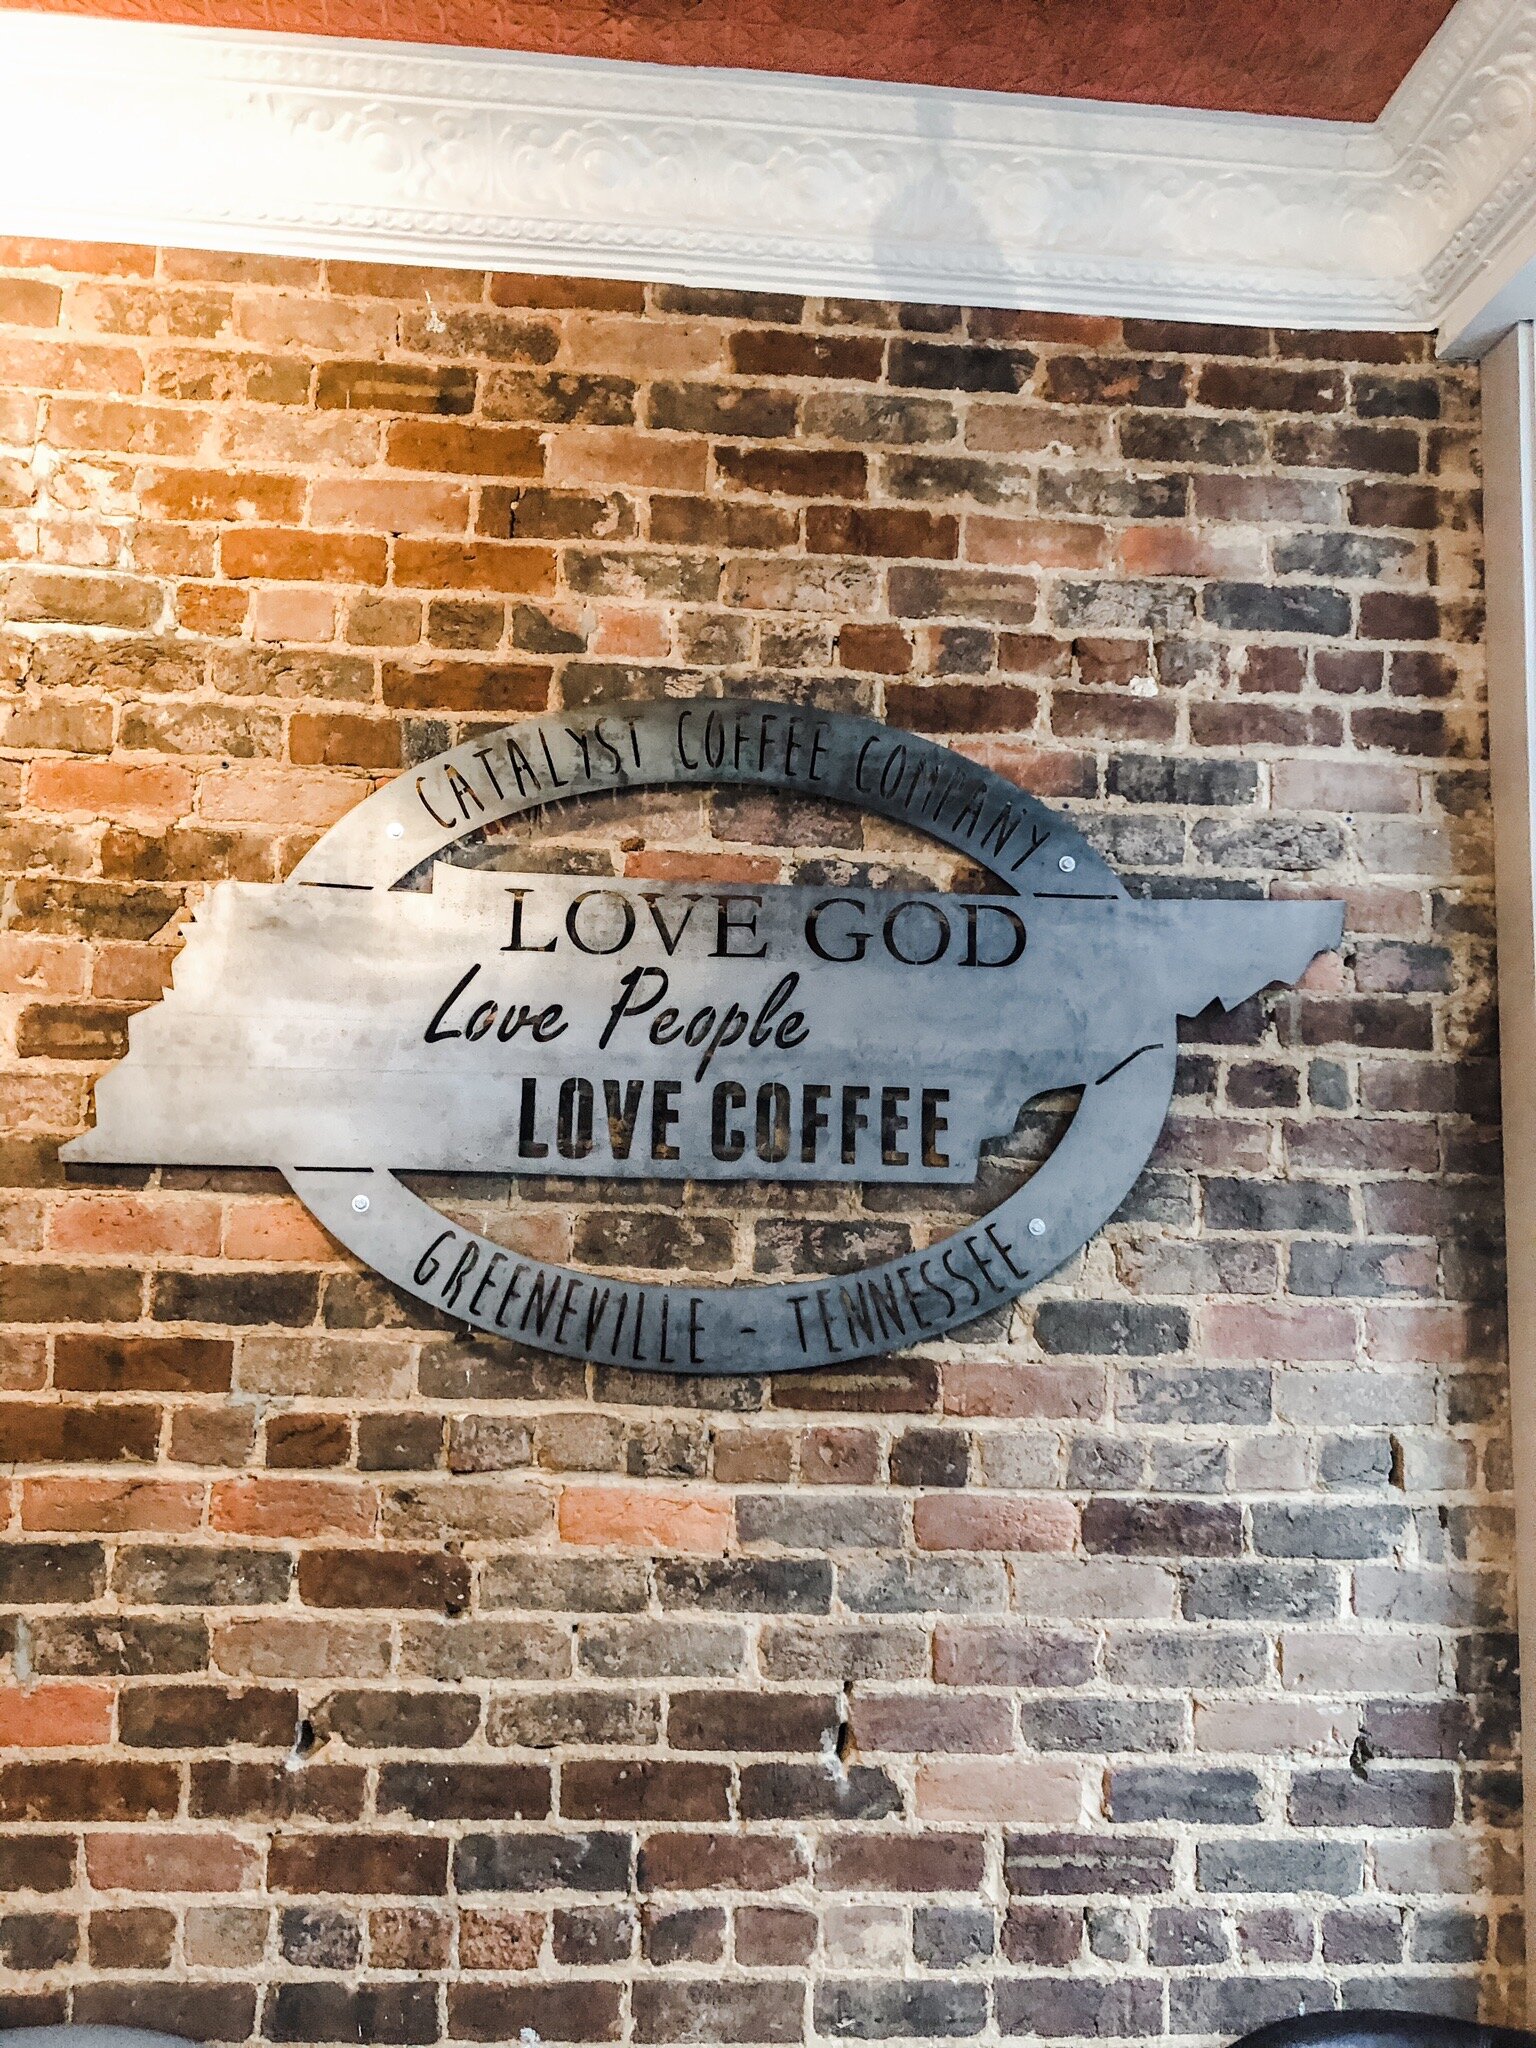 CATALYST COFFEE COMPANY
LOVE GOD
Love People
LOVE COFFEE
GREENEVILLE - TENNESSEE